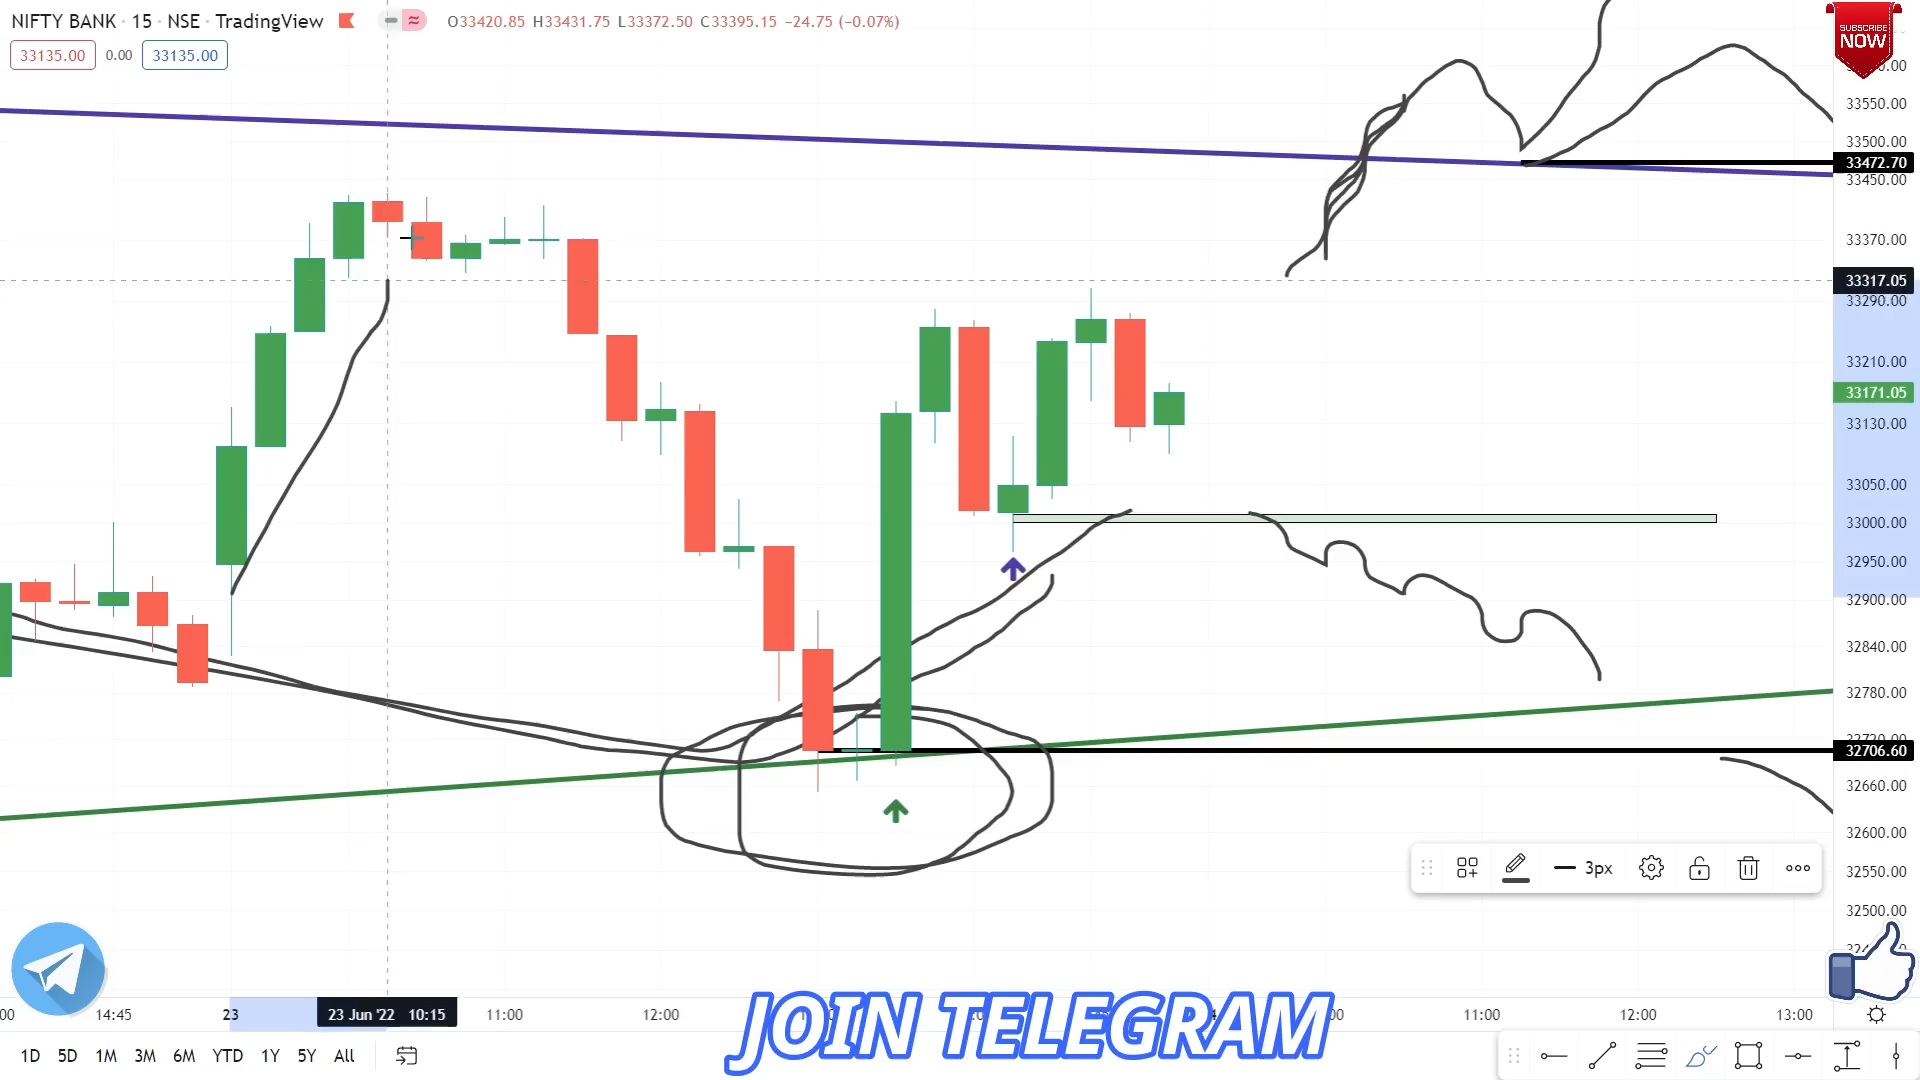 NIFTY BANK · 15 · NSE · TradingView
O33420.85 H33431.75 L33372.50 C33395.15 −24.75 (−0.07%)
33135.00 0.00 33135.00
SUBSCRIBE
NOW
33550.00
33500.00
33472.70
33450.00
33370.00
33317.05
33290.00
33210.00
33171.05
33130.00
33050.00
33000.00
32950.00
32900.00
32840.00
32780.00
32706.60
32660.00
32600.00
3px
32550.00
32500.00
14:45 23 23 Jun '22 10:15 11:00 12:00 11:00 12:00 13:00
JOIN TELEGRAM
1D 5D 1M 3M 6M YTD 1Y 5Y All